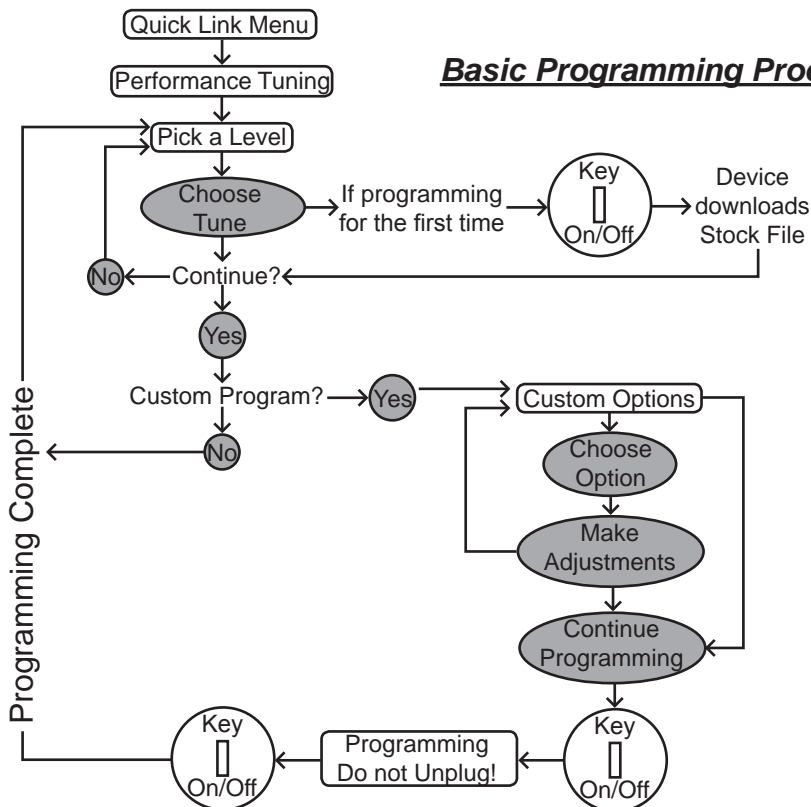 Quick Link Menu
Performance Tuning
Basic Programming
Pick a Level
Choose
Tune
If programming
for the first time
Key
On/Off
Device
downloads
Stock File
No
Continue?
Yes
Custom Program?
Yes
Custom Options
No
Choose
Option
Make
Adjustments
Continue
Programming
Key
On/Off
Programming
Do not Unplug!
Key
On/Off
Programming Complete